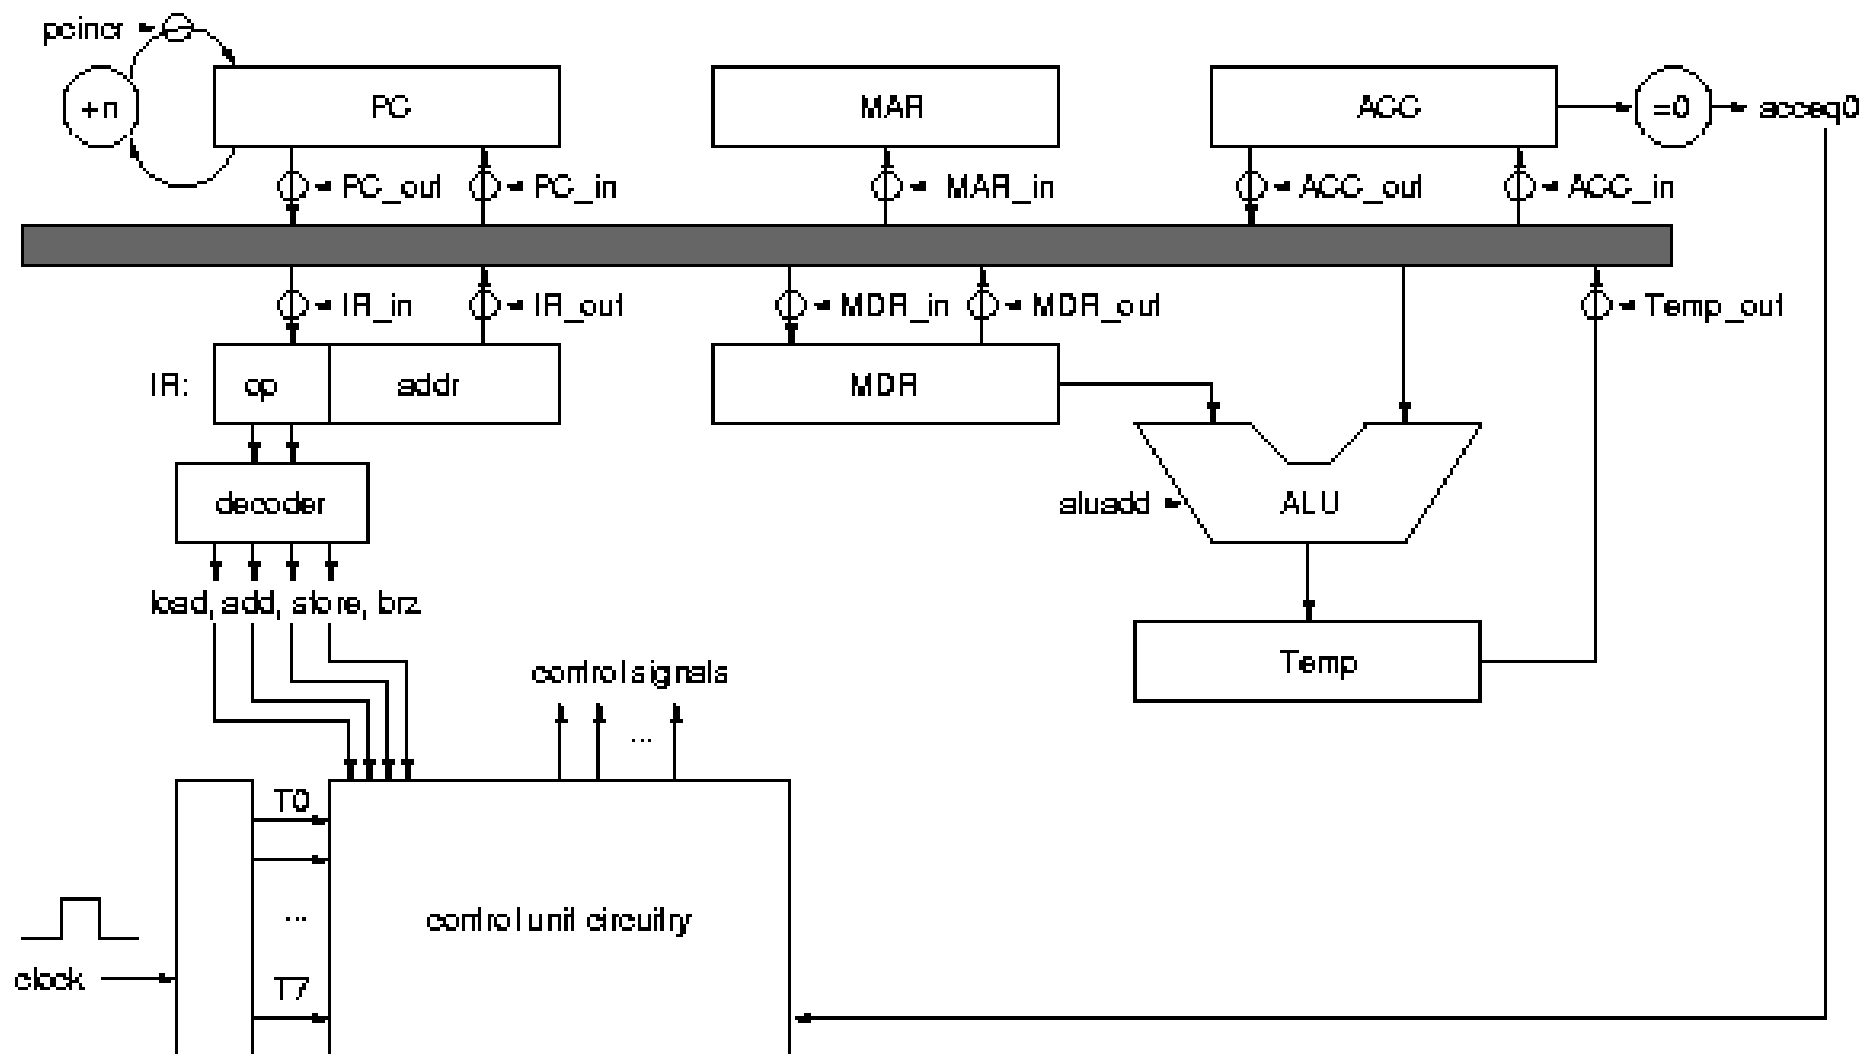 pcincr
+n
PC
MAR
ACC
=0
acceq0
PC_out
PC_in
MAR_in
ACC_out
ACC_in
IR_in
IR_out
MDR_in
MDR_out
Temp_out
IR:
op
addr
MDR
decoder
aluadd
ALU
load, add, store, brz
Temp
control signals
...
T0
...
control unit circuitry
clock
T7